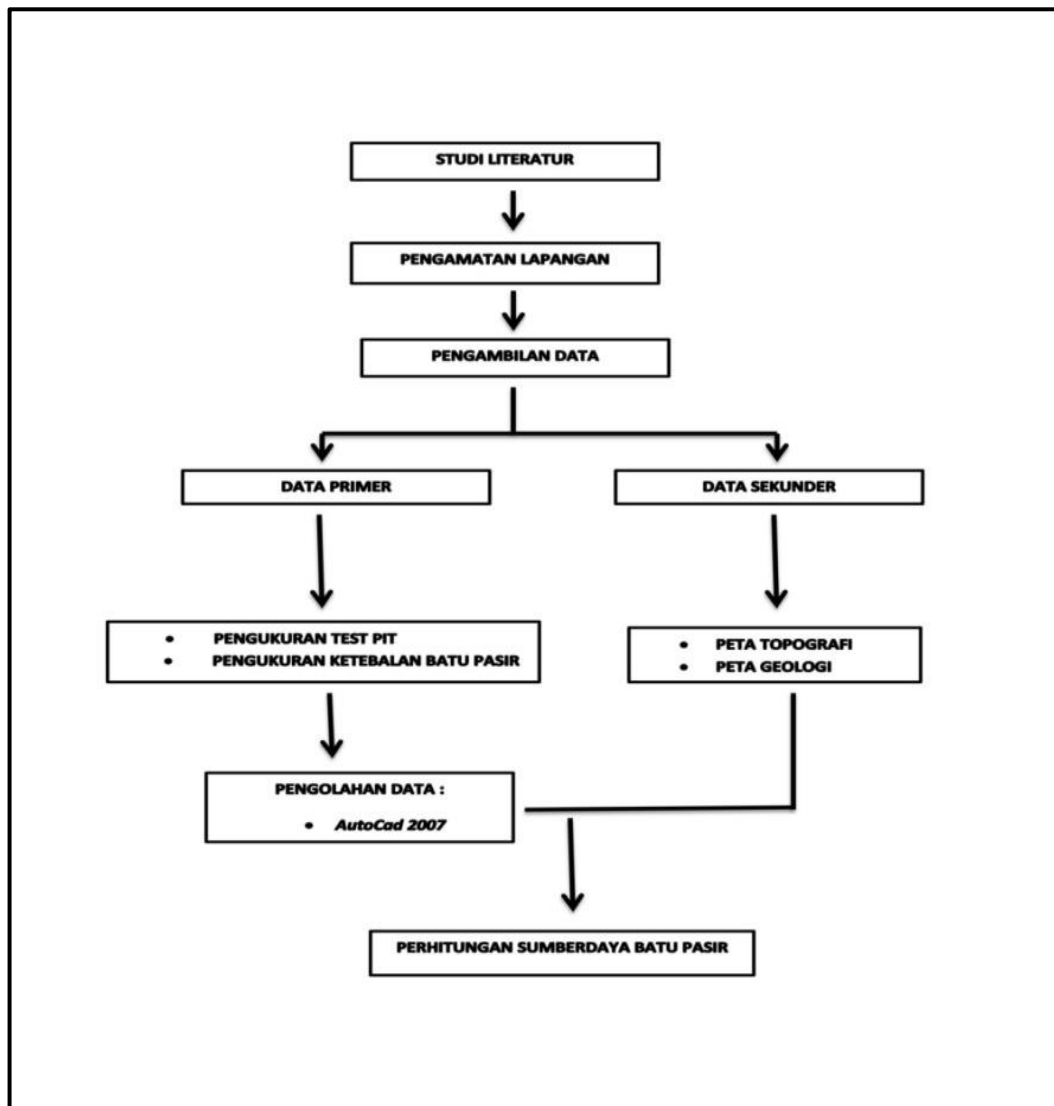 STUDI LITERATUR
PENGAMATAN LAPANGAN
PENGAMBILAN DATA
DATA PRIMER
DATA SEKUNDER
• PENGUKURAN TEST PIT
• PENGUKURAN KETEBALAN BATU PASIR
• PETA TOPOGRAFI
• PETA GEOLOGI
PENGOLAHAN DATA :
• AutoCad 2007
PERHITUNGAN SUMBERDAYA BATU PASIR